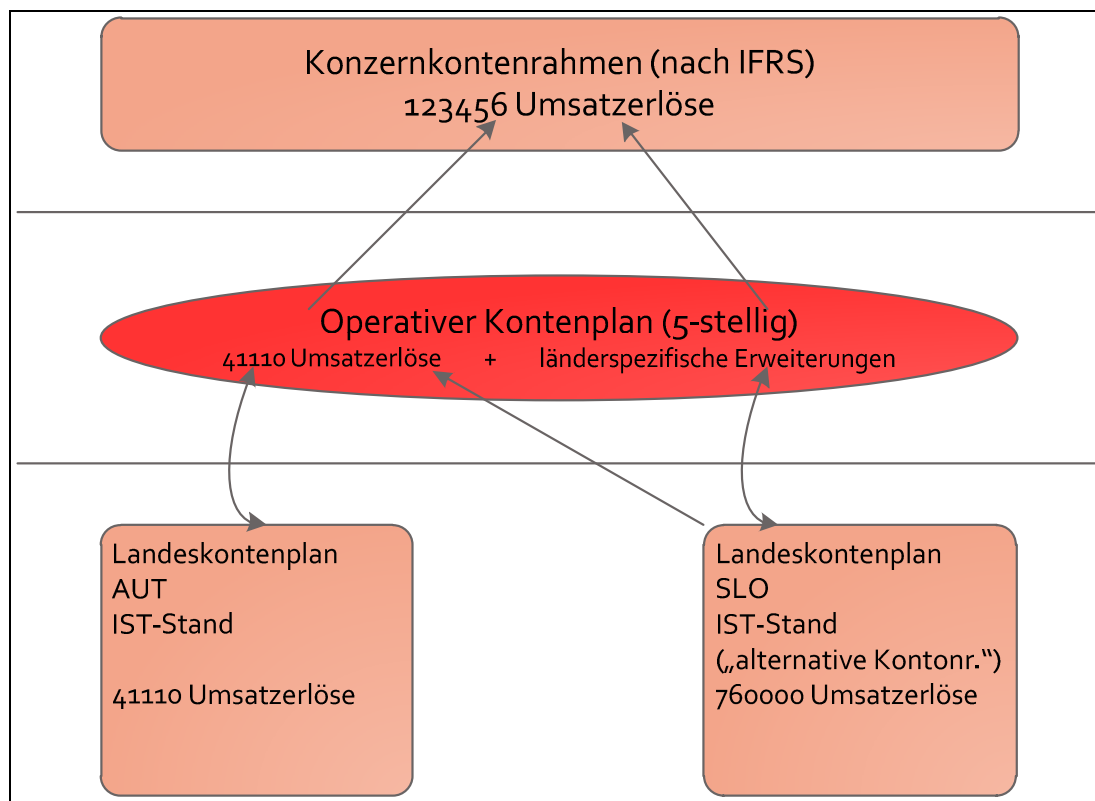 Konzernkontenrahmen (nach IFRS)
123456 Umsatzerlöse
Operativer Kontenplan (5-stellig)
41110 Umsatzerlöse + länderspezifische Erweiterungen
Landeskontenplan
AUT
IST-Stand
41110 Umsatzerlöse
Landeskontenplan
SLO
IST-Stand
(„alternative Kontonr.“)
760000 Umsatzerlöse